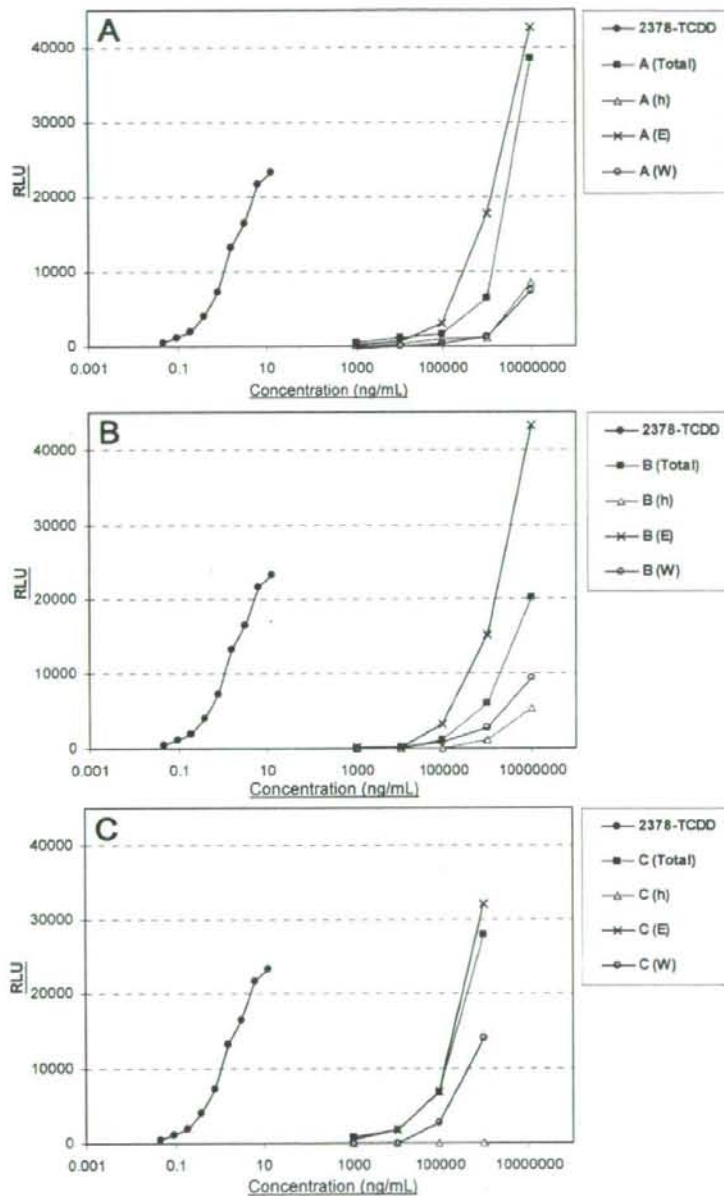 A
40000
30000
20000
10000
0
RLU
0.001
0.1
10
1000
100000
10000000
Concentration (ng/mL)
2378-TCDD
A (Total)
A (h)
A (E)
A (W)
B
40000
30000
20000
10000
0
RLU
0.001
0.1
10
1000
100000
10000000
Concentration (ng/mL)
2378-TCDD
B (Total)
B (h)
B (E)
B (W)
C
40000
30000
20000
10000
0
RLU
0.001
0.1
10
1000
100000
10000000
Concentration (ng/mL)
2378-TCDD
C (Total)
C (h)
C (E)
C (W)